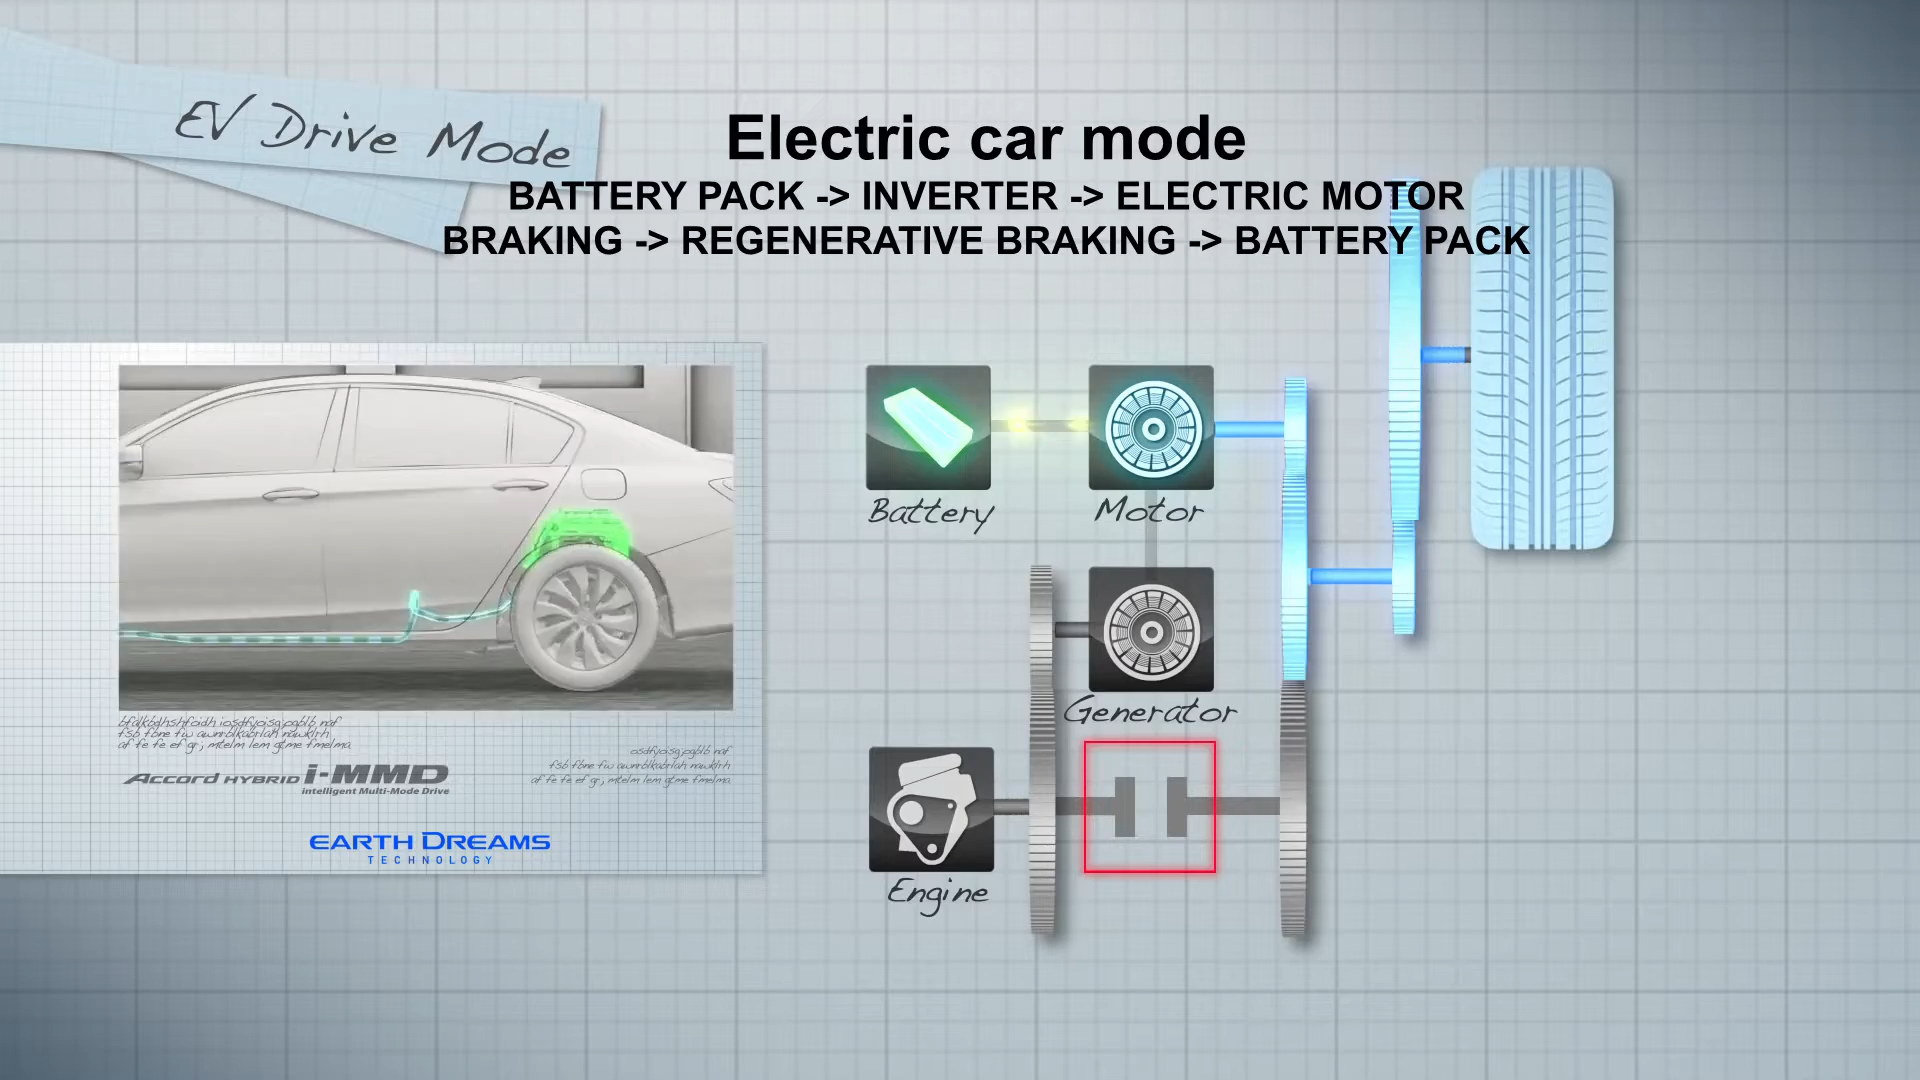 EV Drive Mode
Electric car mode
BATTERY PACK -> INVERTER -> ELECTRIC MOTOR
BRAKING -> REGENERATIVE BRAKING -> BATTERY PACK
Battery
Motor
Generator
Engine
Accord HYBRID i-MMD
intelligent Multi-Mode Drive
EARTH DREAMS
TECHNOLOGY